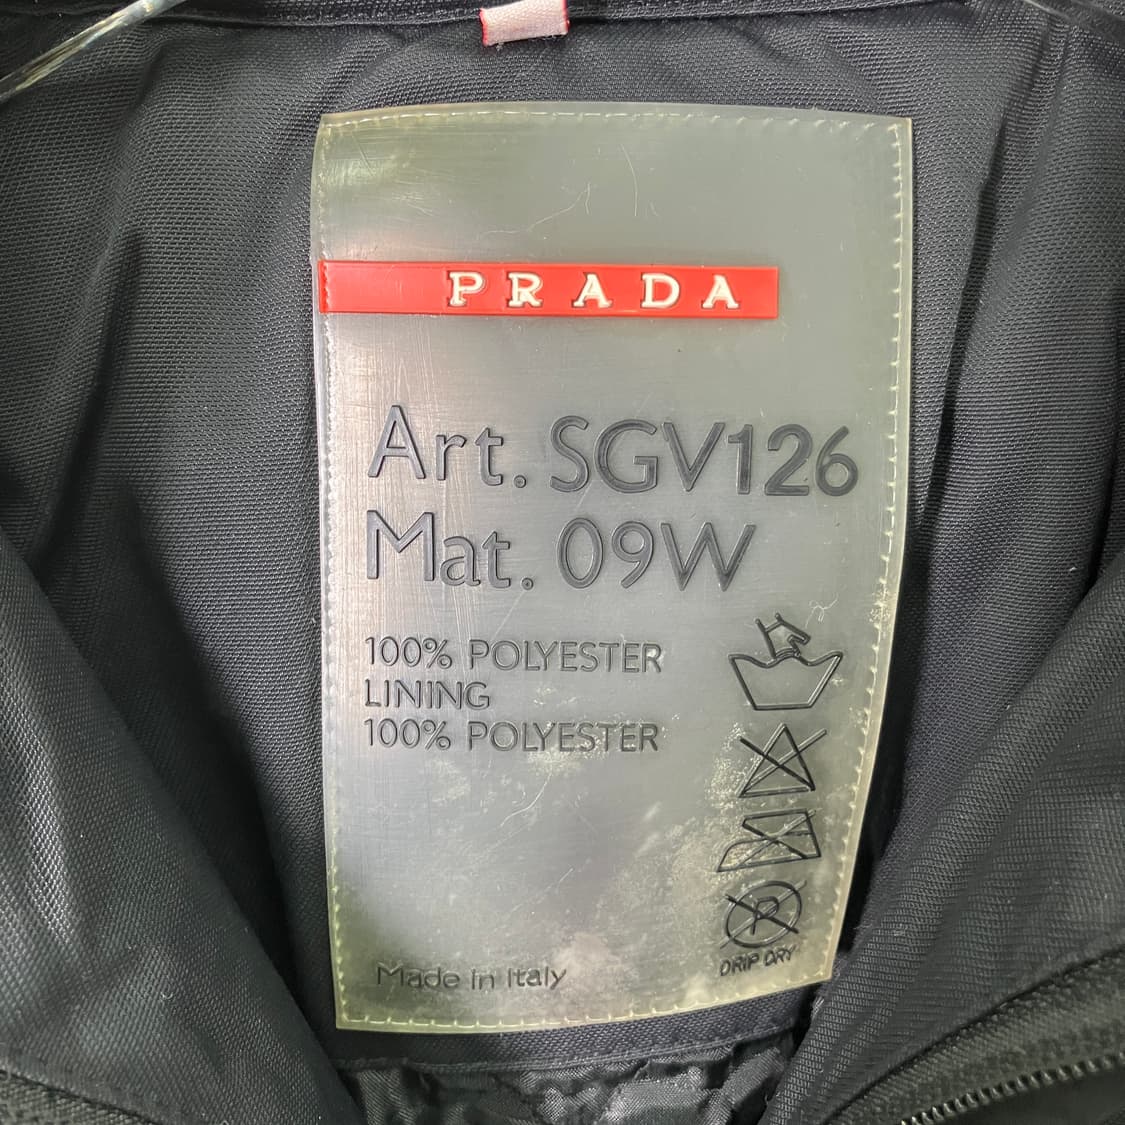 PRADA
Art. SGV126
Mat. 09W
100% POLYESTER
LINING
100% POLYESTER
P
DRIP DRY
Made in Italy